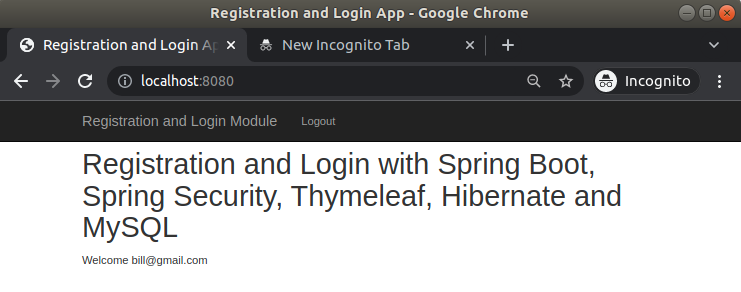 Registration and Login App - Google Chrome
Registration and Login Ap
New Incognito Tab
localhost:8080
Incognito
Registration and Login Module
Logout
Registration and Login with Spring Boot,
Spring Security, Thymeleaf, Hibernate and
MySQL
Welcome bill@gmail.com